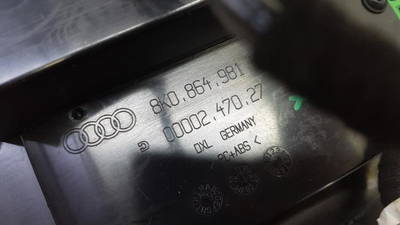 8K0.864.981
00002.470.27
DXL GERMANY
PC+ABS <